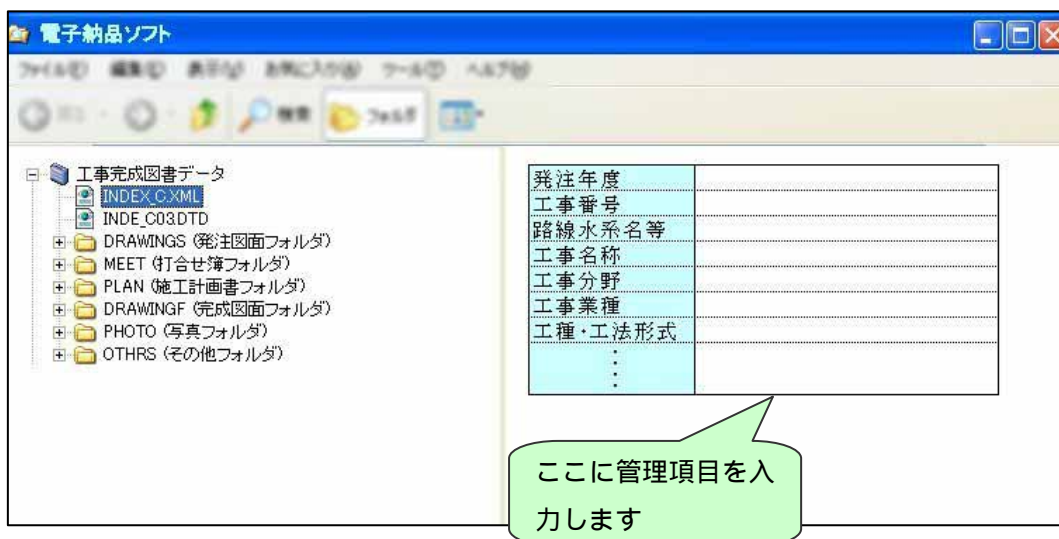 電子納品ソフト
検索
フォルダ
工事完成図書データ
INDEX_C.XML
INDE_C03.DTD
DRAWINGS (発注図面フォルダ)
MEET (打合せ簿フォルダ)
PLAN (施工計画書フォルダ)
DRAWINGF (完成図面フォルダ)
PHOTO (写真フォルダ)
OTHRS (その他フォルダ)
発注年度
工事番号
路線水系名等
工事名称
工事分野
工事業種
工種・工法形式
ここに管理項目を入
力します